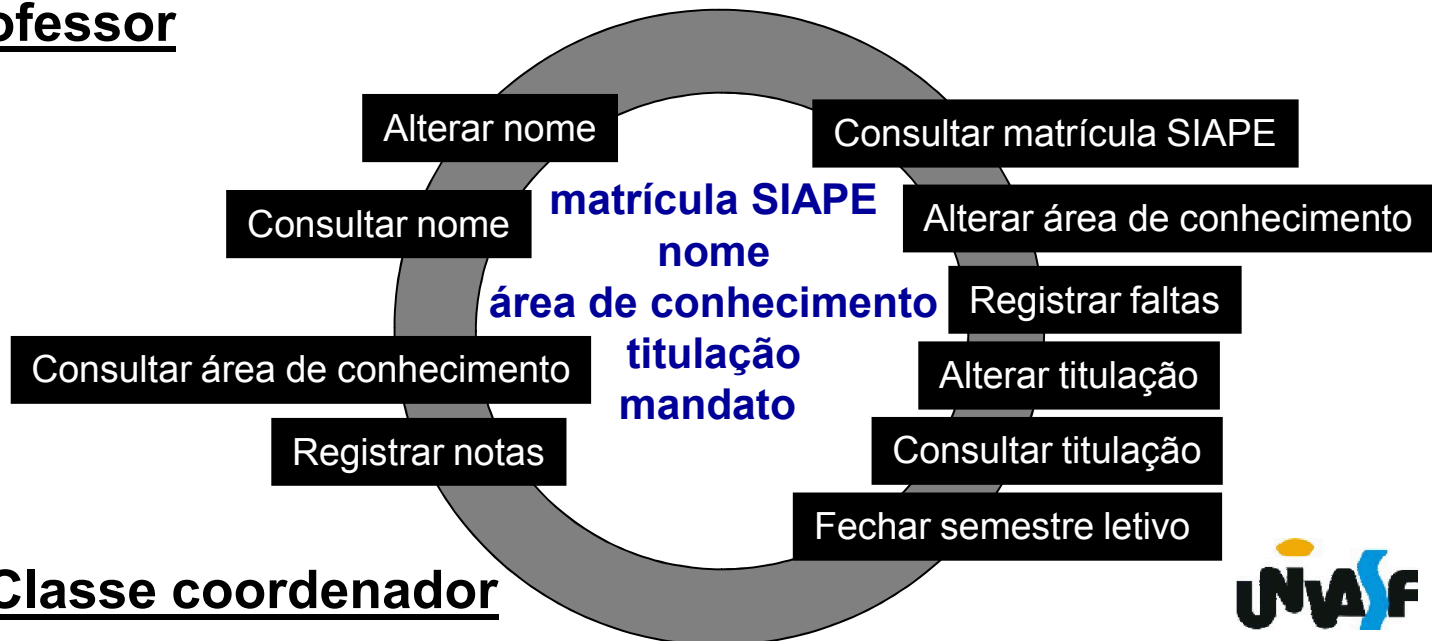 ofessor
Alterar nome
Consultar matrícula SIAPE
matrícula SIAPE
Consultar nome
Alterar área de conhecimento
nome
área de conhecimento
Registrar faltas
Consultar área de conhecimento
titulação
Alterar titulação
mandato
Registrar notas
Consultar titulação
Fechar semestre letivo
Classe coordenador
UNIVASF